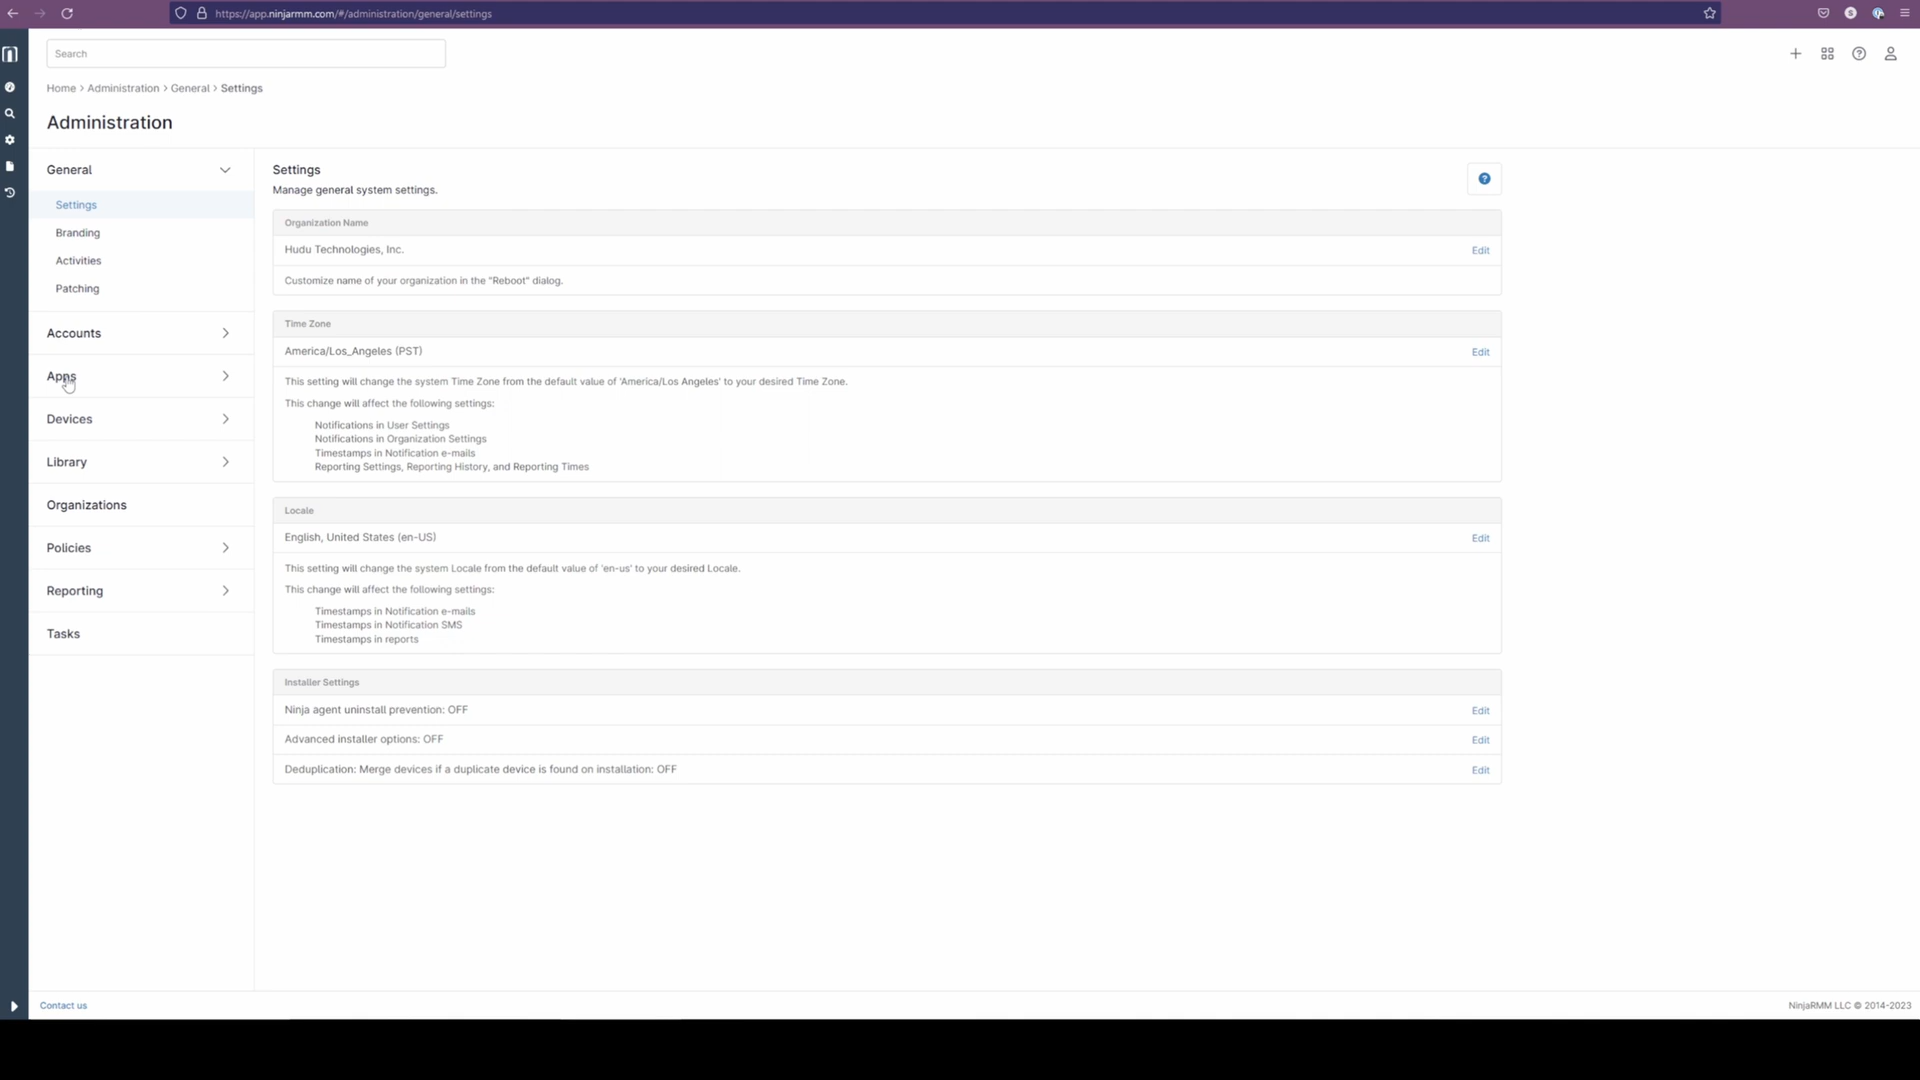 https://app.ninjarmm.com/#/administration/general/settings
Search
Home > Administration > General > Settings
Administration
General
Settings
Branding
Activities
Patching
Accounts
Apps
Devices
Library
Organizations
Policies
Reporting
Tasks
Settings
Manage general system settings.
Organization Name
Hudu Technologies, Inc. Edit
Customize name of your organization in the "Reboot" dialog.
Time Zone
America/Los_Angeles (PST) Edit
This setting will change the system Time Zone from the default value of 'America/Los Angeles' to your desired Time Zone.
This change will affect the following settings:
Notifications in User Settings
Notifications in Organization Settings
Timestamps in Notification e-mails
Reporting Settings, Reporting History, and Reporting Times
Locale
English, United States (en-US) Edit
This setting will change the system Locale from the default value of 'en-us' to your desired Locale.
This change will affect the following settings:
Timestamps in Notification e-mails
Timestamps in Notification SMS
Timestamps in reports
Installer Settings
Ninja agent uninstall prevention: OFF Edit
Advanced installer options: OFF Edit
Deduplication: Merge devices if a duplicate device is found on installation: OFF Edit
Contact us
NinjaRMM LLC © 2014-2023